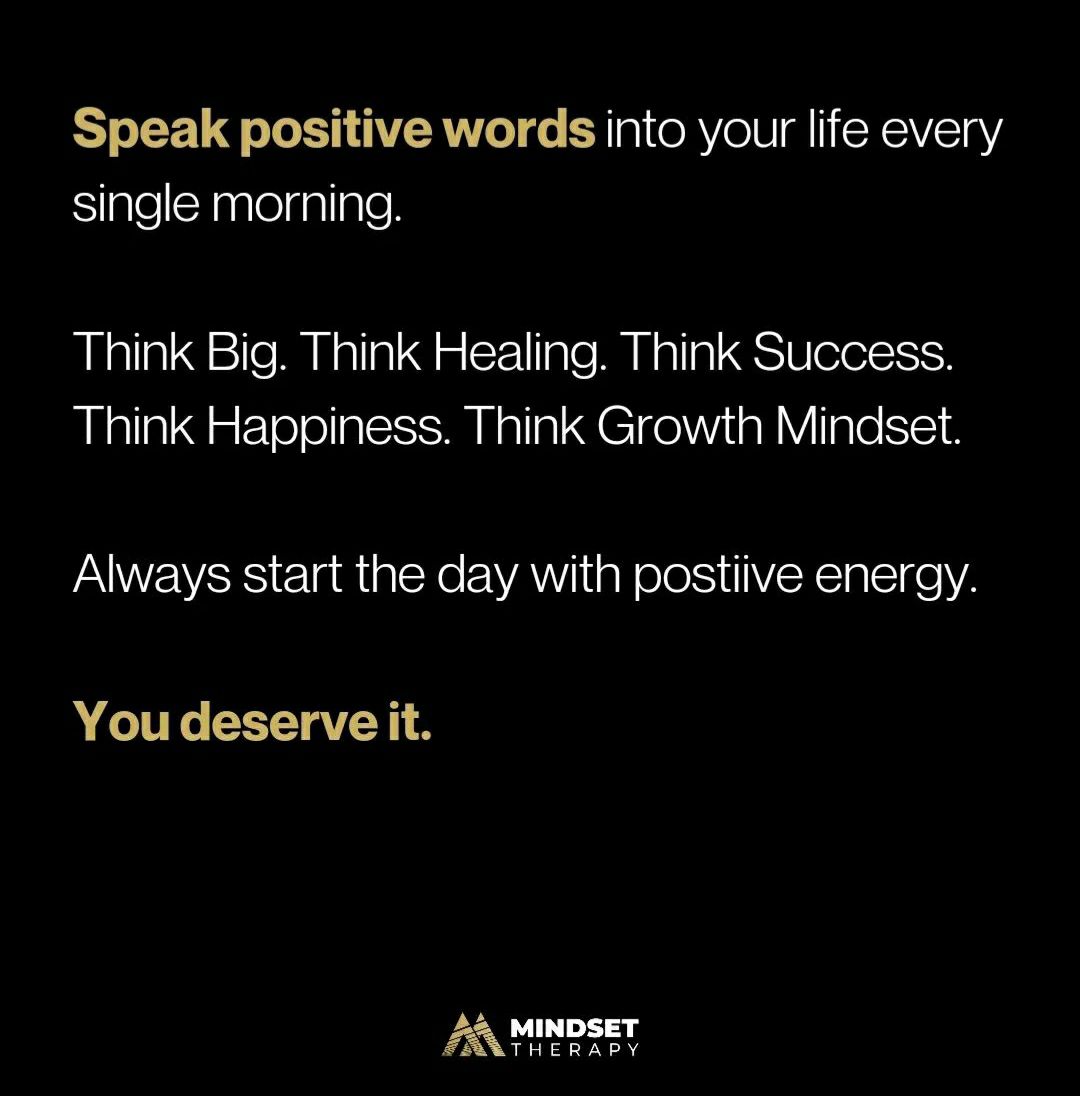 Speak positive words into your life every
single morning.
Think Big. Think Healing. Think Success.
Think Happiness. Think Growth Mindset.
Always start the day with postiive energy.
You deserve it.
MINDSET
THERAPY